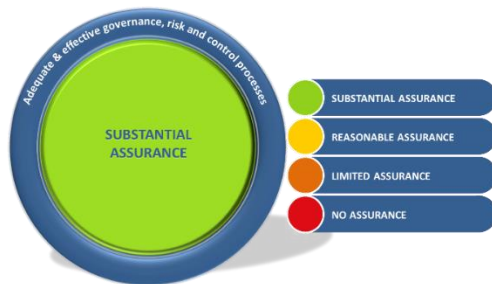 Adequate & effective governance, risk and control processes
SUBSTANTIAL
ASSURANCE
SUBSTANTIAL ASSURANCE
REASONABLE ASSURANCE
LIMITED ASSURANCE
NO ASSURANCE